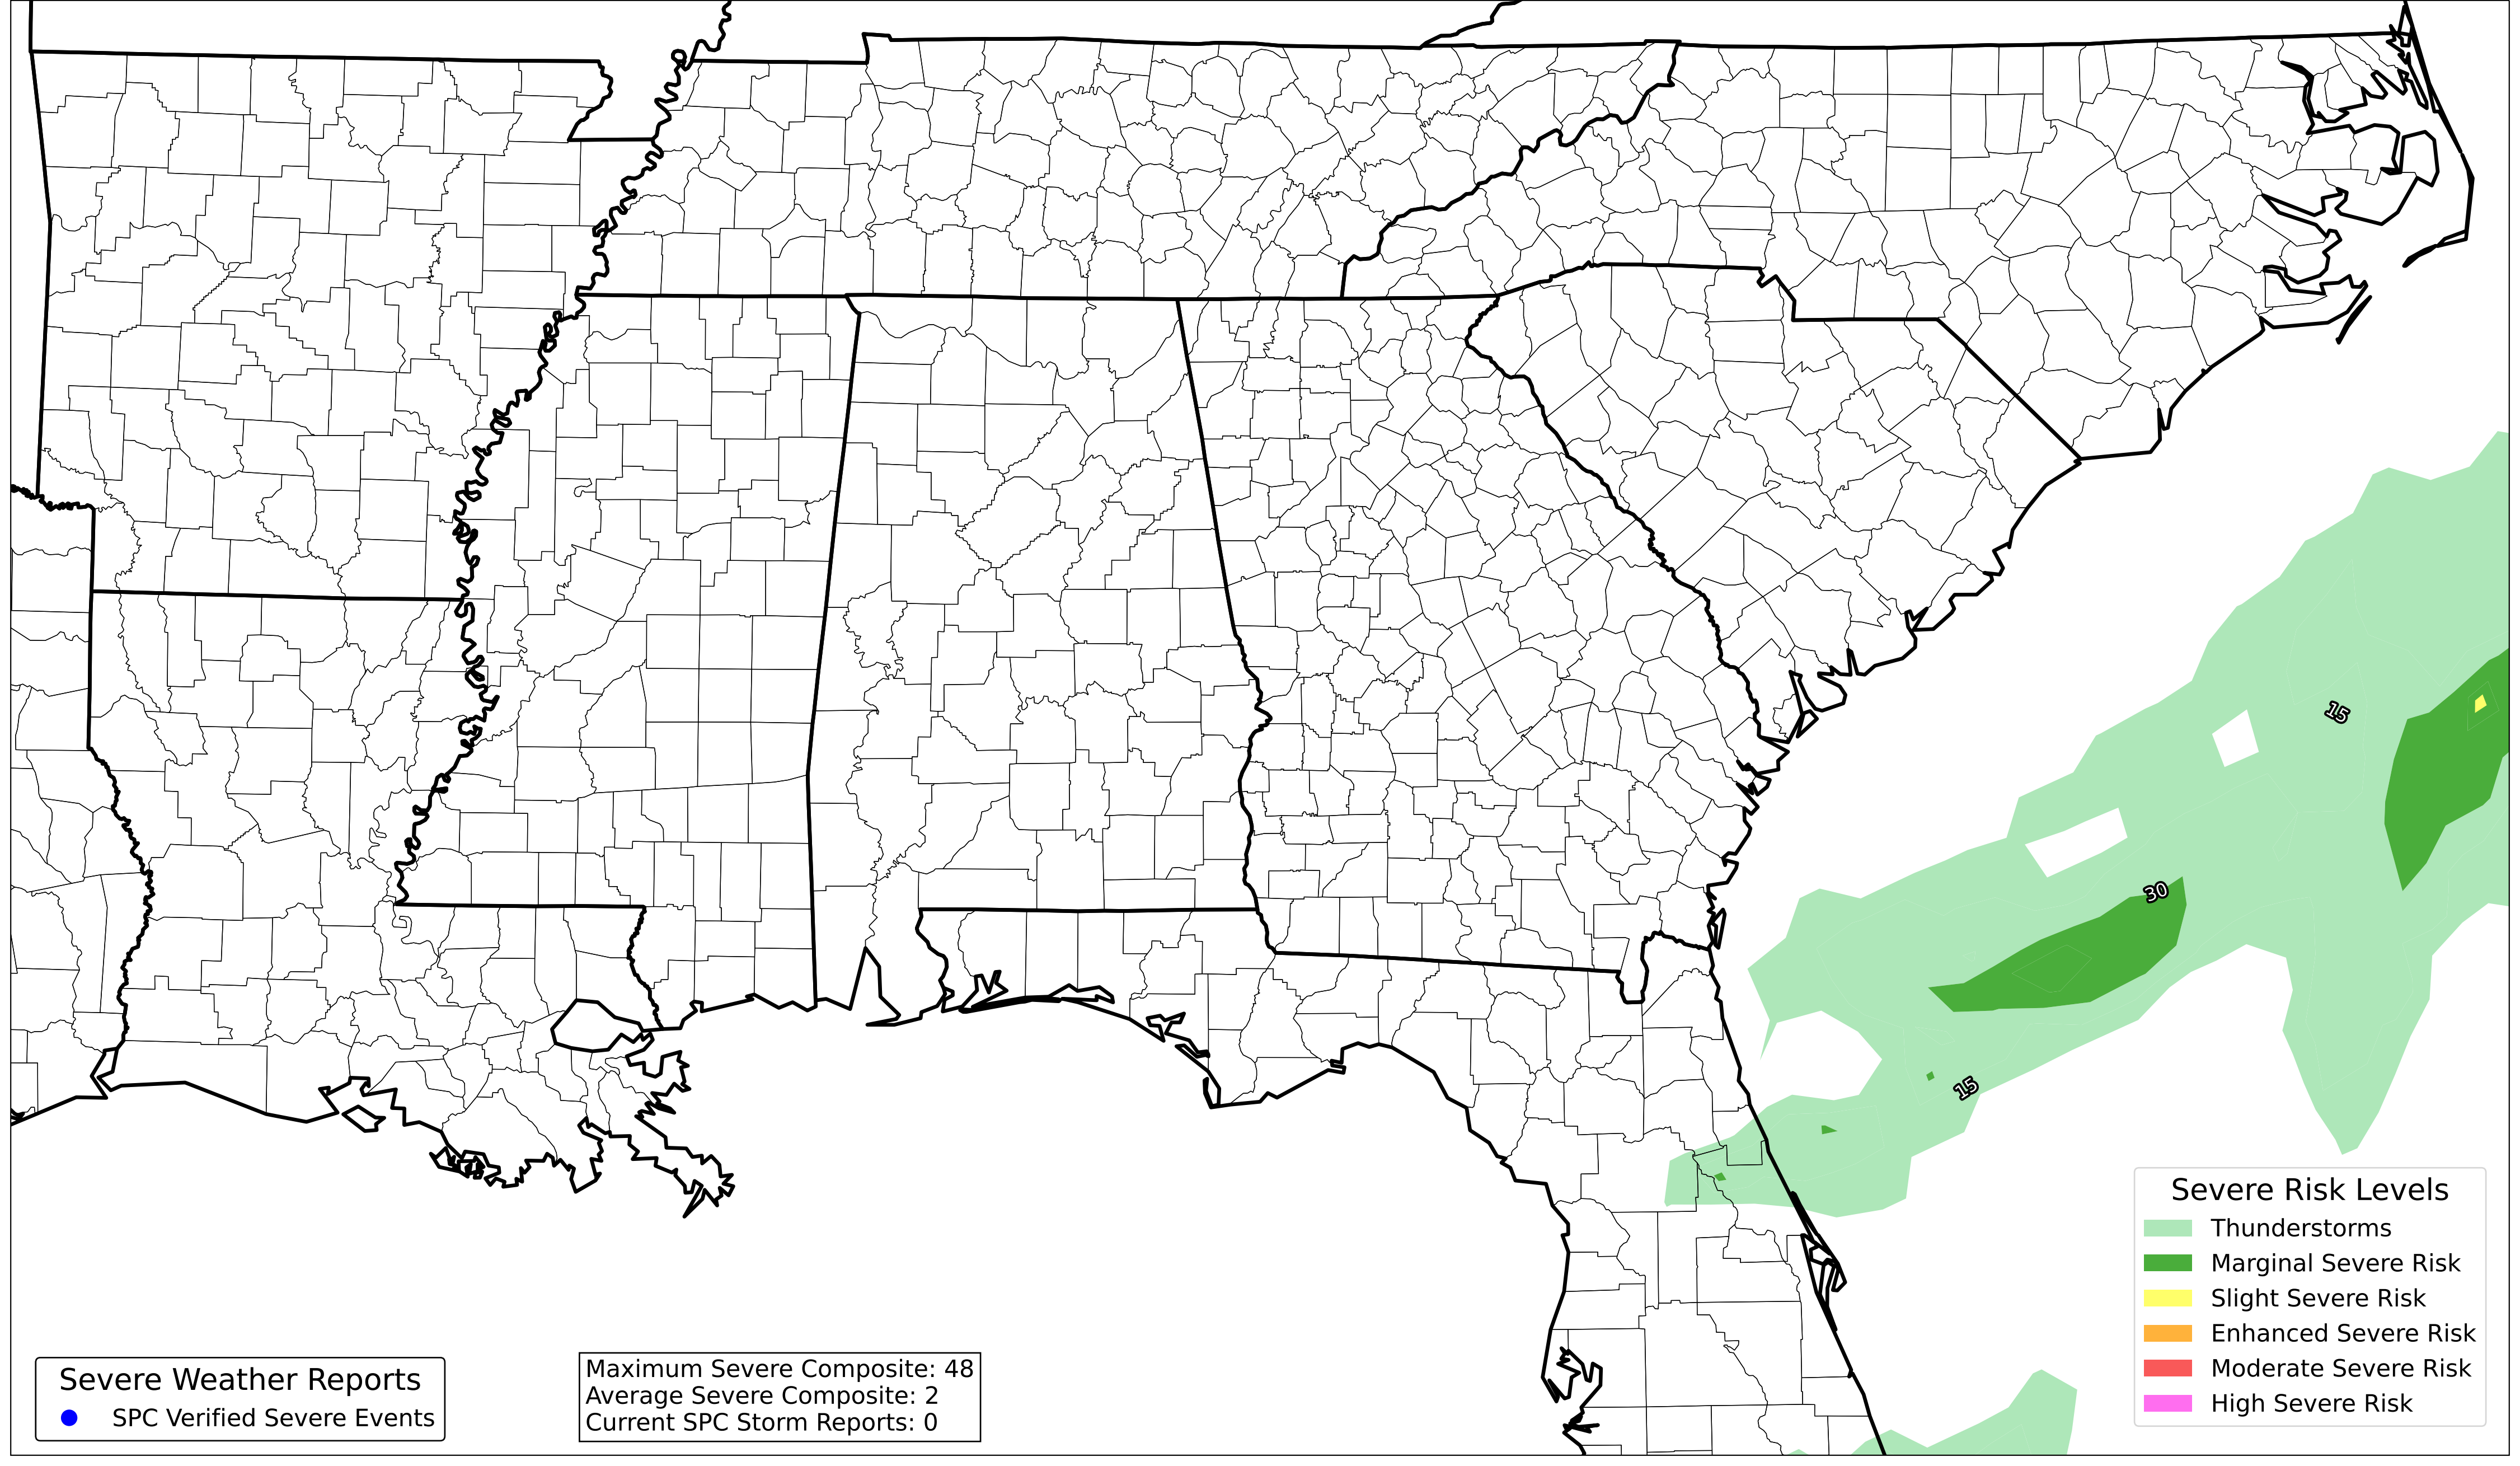 15
30
15
Severe Risk Levels
Thunderstorms
Marginal Severe Risk
Slight Severe Risk
Enhanced Severe Risk
Moderate Severe Risk
High Severe Risk
Severe Weather Reports
SPC Verified Severe Events
Maximum Severe Composite: 48
Average Severe Composite: 2
Current SPC Storm Reports: 0